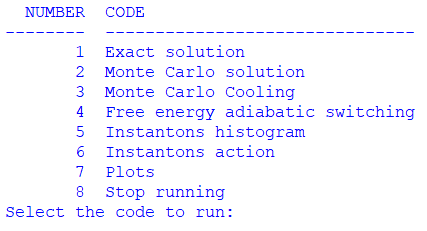 NUMBER CODE
-------- -------------------------------
1 Exact solution
2 Monte Carlo solution
3 Monte Carlo Cooling
4 Free energy adiabatic switching
5 Instantons histogram
6 Instantons action
7 Plots
8 Stop running
Select the code to run: